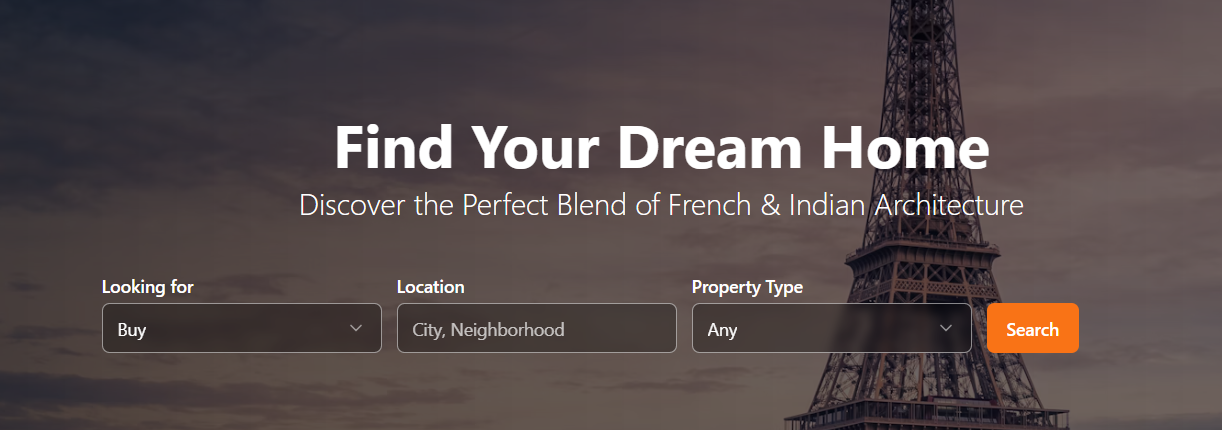 Find Your Dream Home
Discover the Perfect Blend of French & Indian Architecture
Looking for
Location
Property Type
Buy
City, Neighborhood
Any
Search